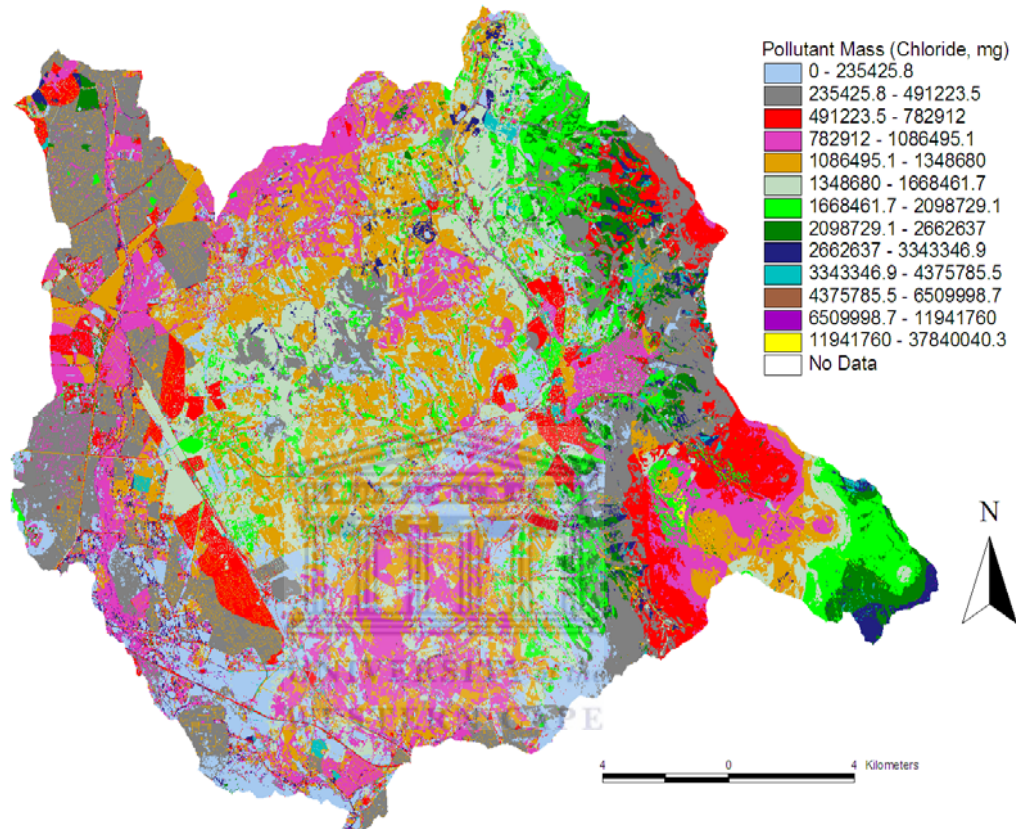 Pollutant Mass (Chloride, mg)
0 - 235425.8
235425.8 - 491223.5
491223.5 - 782912
782912 - 1086495.1
1086495.1 - 1348680
1348680 - 1668461.7
1668461.7 - 2098729.1
2098729.1 - 2662637
2662637 - 3343346.9
3343346.9 - 4375785.5
4375785.5 - 6509998.7
6509998.7 - 11941760
11941760 - 37840040.3
No Data
N
4 0 4 Kilometers